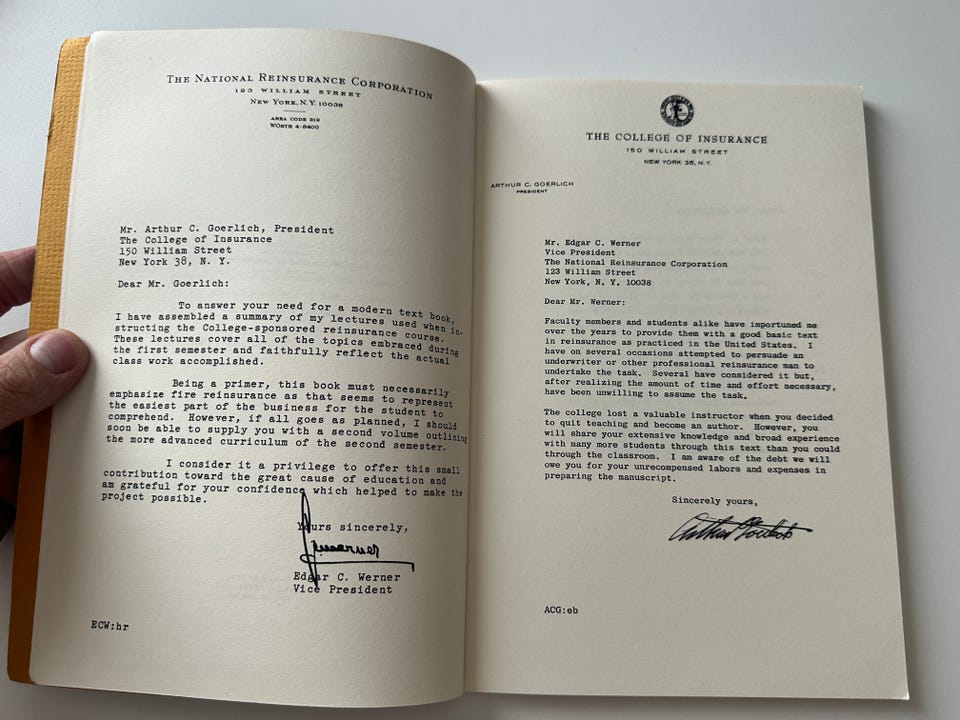 THE NATIONAL REINSURANCE CORPORATION
123 WILLIAM STREET
NEW YORK, N.Y. 10038
AREA CODE 212
WORTH 4-8400
Mr. Arthur C. Goerlich, President
The College of Insurance
150 William Street
New York 38, N. Y.
Dear Mr. Goerlich:
To answer your need for a modern text book,
I have assembled a summary of my lectures used when in-
structing the College-sponsored reinsurance course.
These lectures cover all of the topics embraced during
the first semester and faithfully reflect the actual
class work accomplished.
Being a primer, this book must necessarily
emphasize fire reinsurance as that seems to represent
the easiest part of the business for the student to
comprehend. However, if all goes as planned, I should
soon be able to supply you with a second volume outlining
the more advanced curriculum of the second semester.
I consider it a privilege to offer this small
contribution toward the great cause of education and
am grateful for your confidence which helped to make the
project possible.
Yours sincerely,
Edgar C. Werner
Vice President
ECW:hr
THE COLLEGE OF INSURANCE
150 WILLIAM STREET
NEW YORK 38, N.Y.
ARTHUR C. GOERLICH
PRESIDENT
Mr. Edgar C. Werner
Vice President
The National Reinsurance Corporation
123 William Street
New York, N. Y. 10038
Dear Mr. Werner:
Faculty members and students alike have importuned me
over the years to provide them with a good basic text
in reinsurance as practiced in the United States. I
have on several occasions attempted to persuade an
underwriter or other professional reinsurance man to
undertake the task. Several have considered it but,
after realizing the amount of time and effort necessary,
have been unwilling to assume the task.
The college lost a valuable instructor when you decided
to quit teaching and become an author. However, you
will share your extensive knowledge and broad experience
with many more students through this text than you could
through the classroom. I am aware of the debt we will
owe you for your unrecompensed labors and expenses in
preparing the manuscript.
Sincerely yours,
Arthur Goerlich
ACG:eb